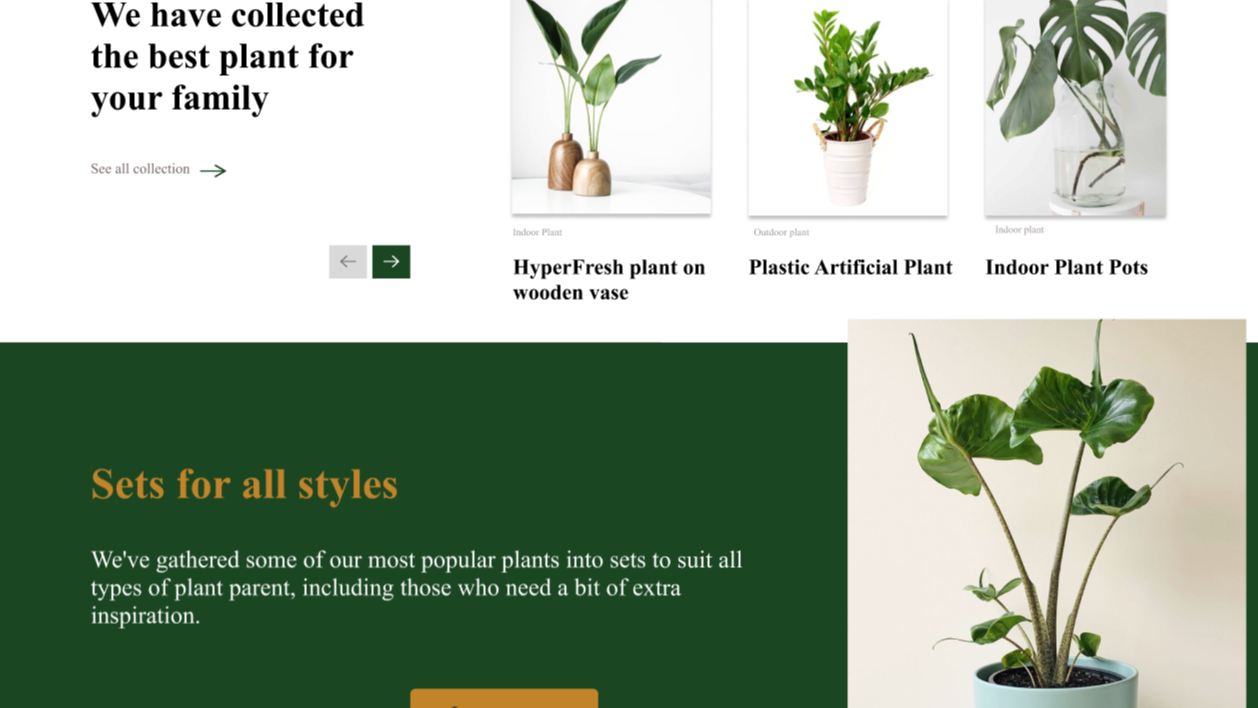 We have collected
the best plant for
your family
See all collection
Indoor Plant
HyperFresh plant on
wooden vase
Outdoor plant
Plastic Artificial Plant
Indoor plant
Indoor Plant Pots
Sets for all styles
We've gathered some of our most popular plants into sets to suit all
types of plant parent, including those who need a bit of extra
inspiration.